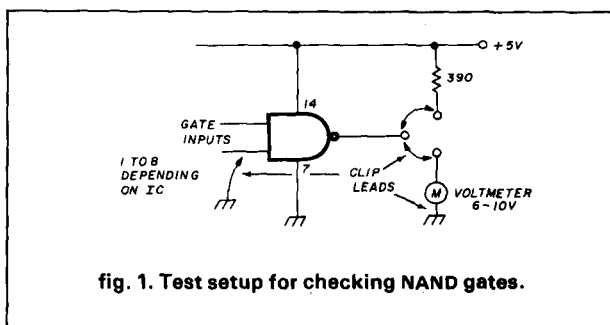 +5V
390
14
GATE
INPUTS
1 TO 8
DEPENDING
ON IC
7
CLIP
LEADS
M
VOLTMETER
6-10V
fig. 1. Test setup for checking NAND gates.